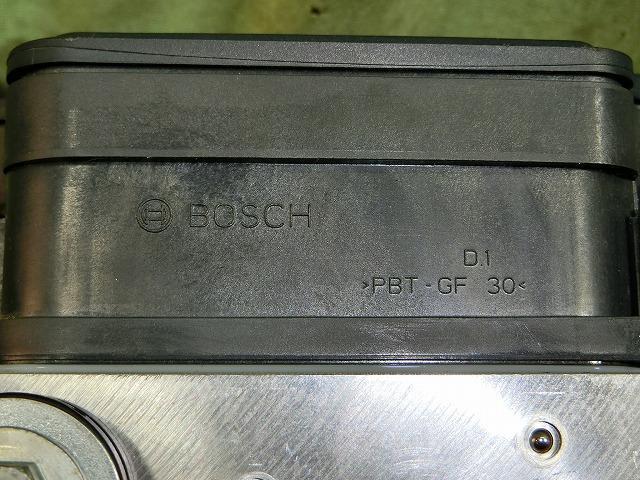 BOSCH
D.1
>PBT - GF 30<